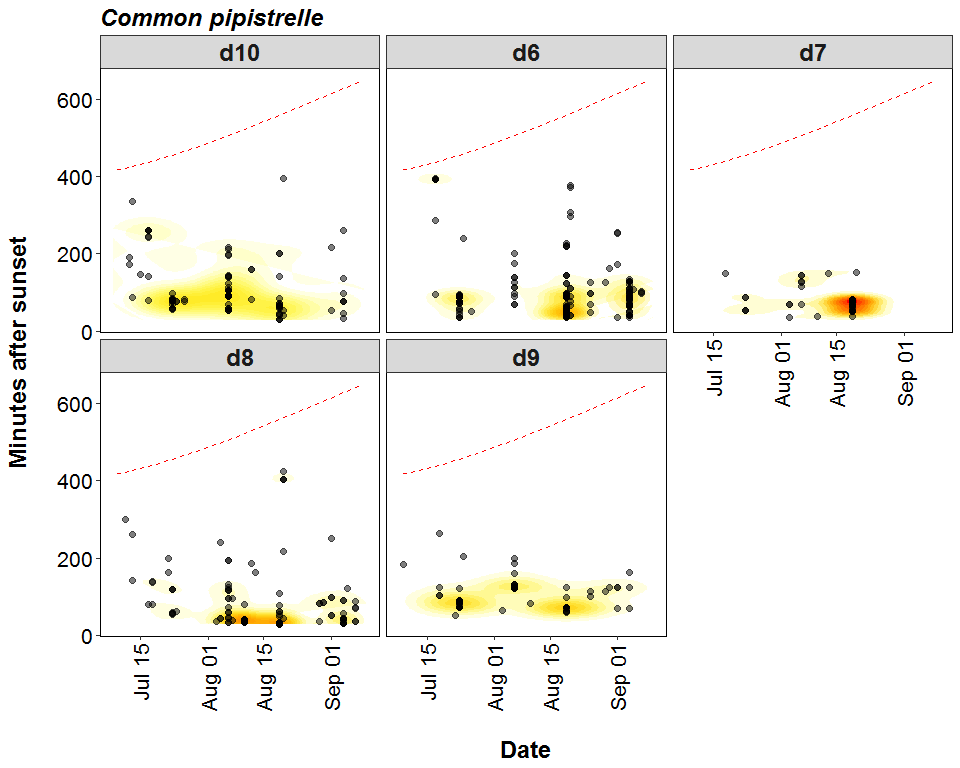 Common pipistrelle
d10 d6 d7
600
400
200
0
Jul 15 Aug 01 Aug 15 Sep 01
d8 d9
600
400
200
0
Jul 15 Aug 01 Aug 15 Sep 01 Jul 15 Aug 01 Aug 15 Sep 01
Minutes after sunset
Date